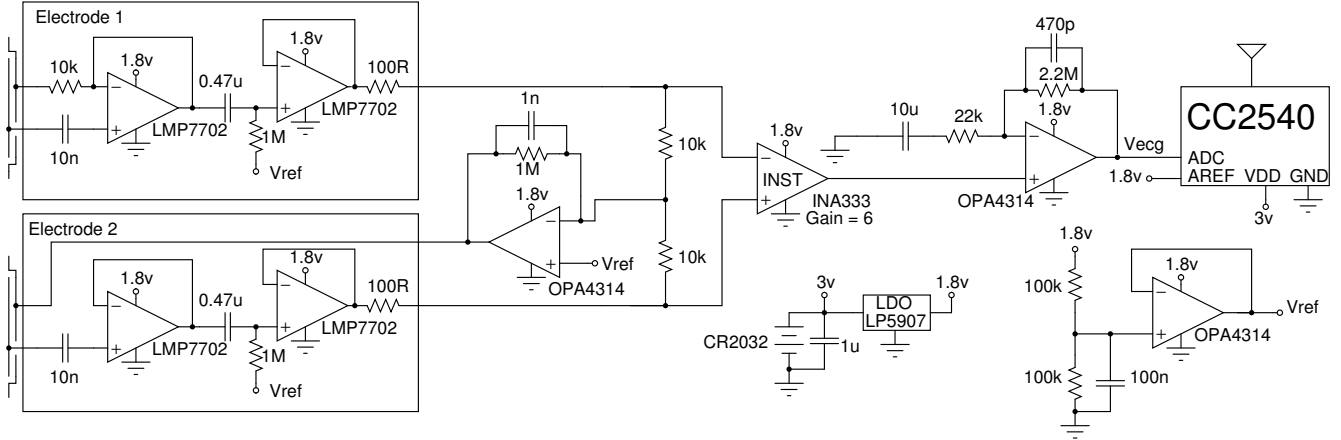 Electrode 1
10k
1.8v
LMP7702
10n
0.47u
1M
Vref
1.8v
LMP7702
100R
Electrode 2
1.8v
LMP7702
10n
0.47u
1M
Vref
1.8v
LMP7702
100R
1n
1M
1.8v
Vref
OPA4314
10k
10k
1.8v
INST
INA333
Gain = 6
10u
22k
470p
2.2M
1.8v
OPA4314
Vecg
CC2540
ADC
1.8v
AREF
VDD
GND
3v
3v
CR2032
1u
LDO
LP5907
1.8v
1.8v
100k
100k
100n
1.8v
OPA4314
Vref